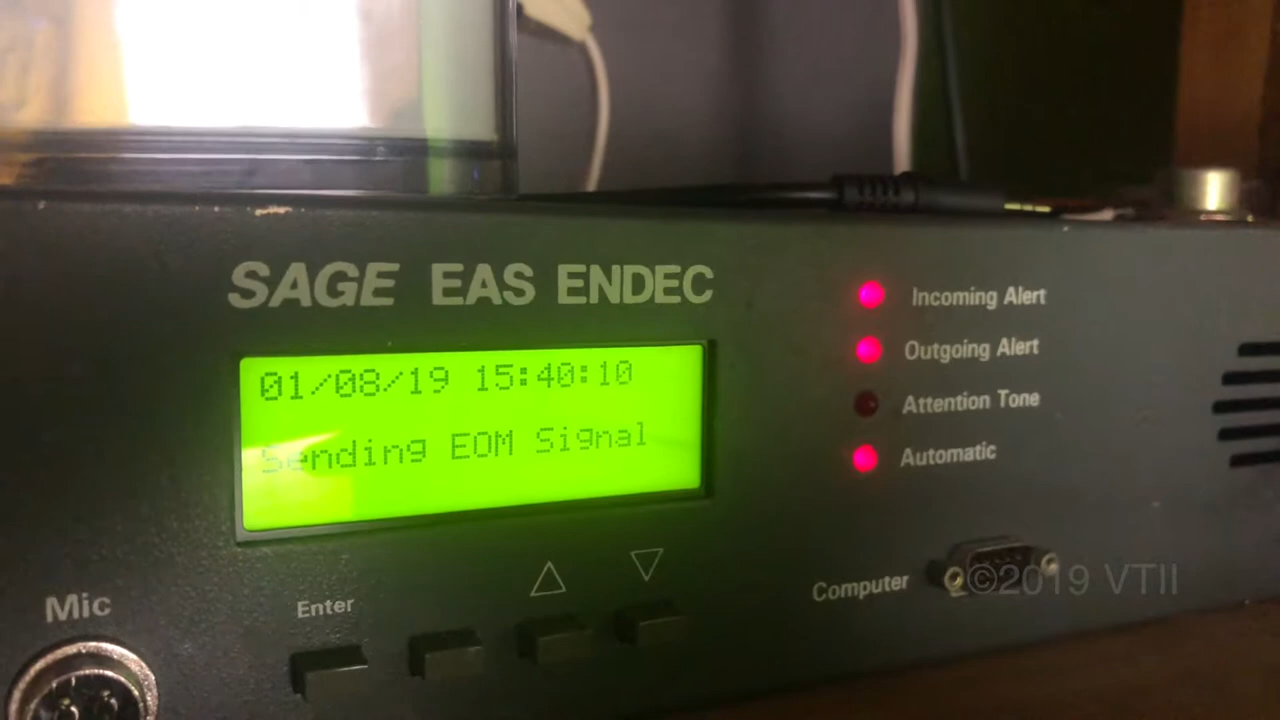 SAGE EAS ENDEC
01/08/19 15:40:10
Sending EOM Signal
Incoming Alert
Outgoing Alert
Attention Tone
Automatic
Mic
Enter
Computer
©2019 VTII